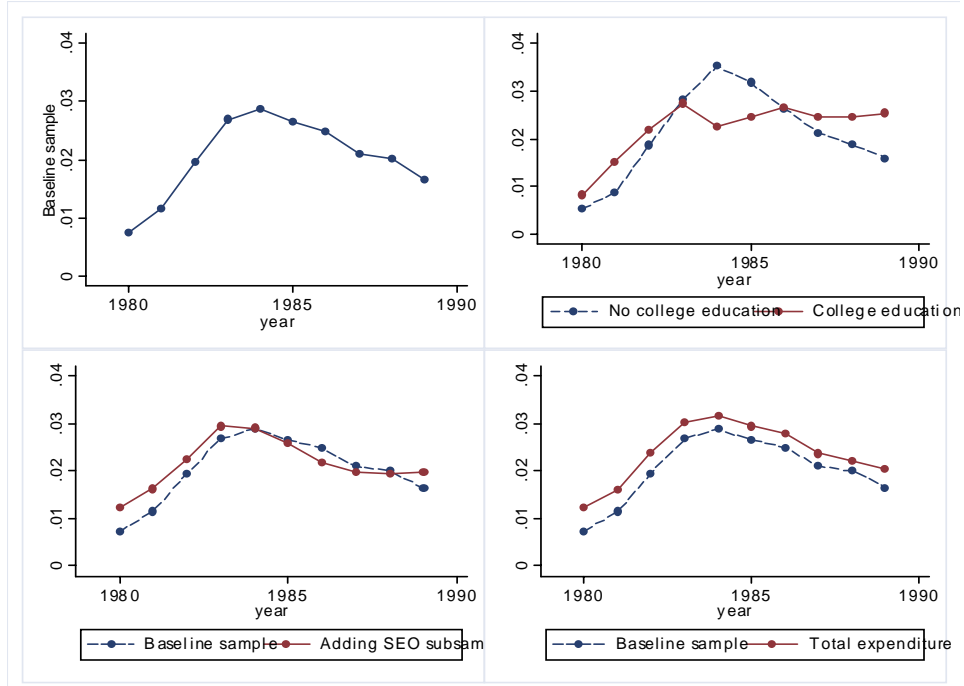 Baseline sample
0 .01 .02 .03 .04
1980 1985 1990
year
0 .01 .02 .03 .04
1980 1985 1990
year
No college education College education
0 .01 .02 .03 .04
1980 1985 1990
year
Baseline sample Adding SEO subsam
0 .01 .02 .03 .04
1980 1985 1990
year
Baseline sample Total expenditure